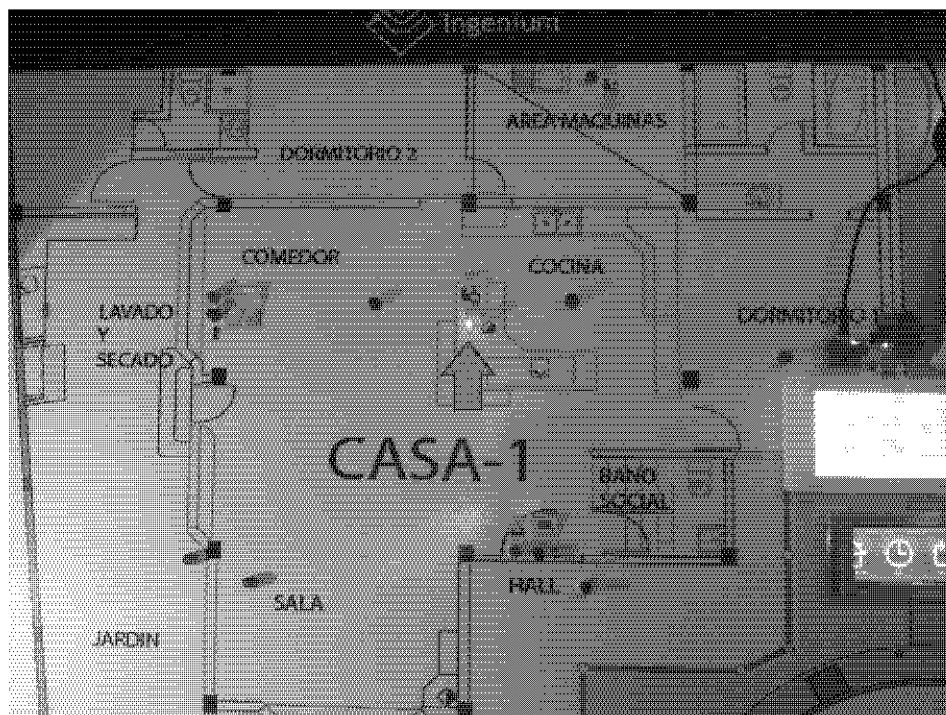 Ingenium
AREA MAQUINAS
DORMITORIO 2
COMEDOR
COCINA
LAVADO
Y
SECADO
DORMITORIO 1
CASA-1
BAÑO
SOCIAL
HALL
SALA
JARDIN